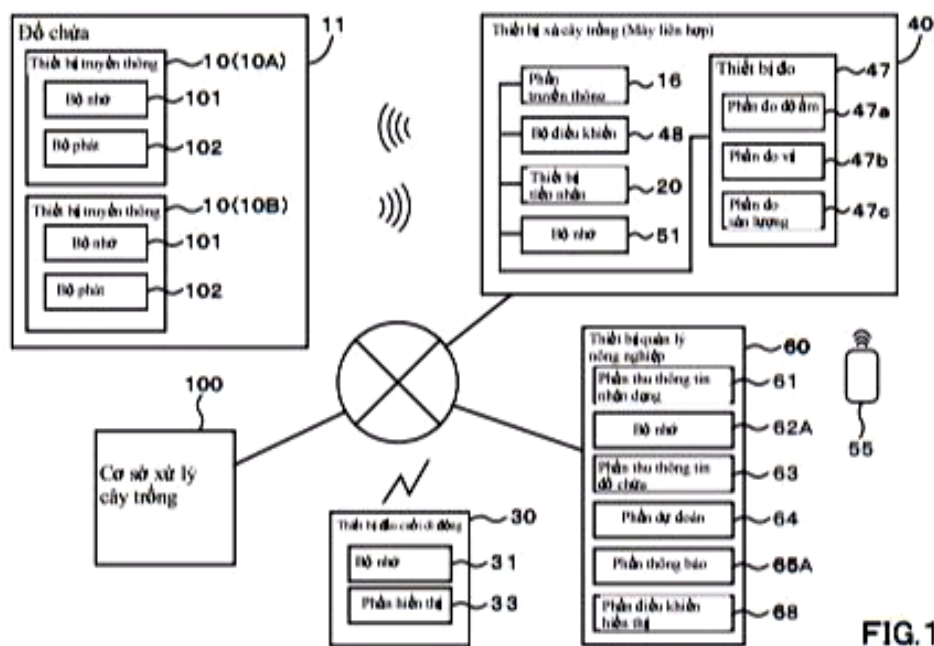 Đồ chứa
11
Thiết bị truyền thông
10(10A)
Bộ nhớ
101
Bộ phát
102
Thiết bị truyền thông
10(10B)
Bộ nhớ
101
Bộ phát
102
Thiết bị xả cây trồng (Máy liên hợp)
40
Phần
truyền thông
16
Bộ điều khiển
48
Thiết bị
tiếp nhận
20
Bộ nhớ
51
Thiết bị đo
47
Phần đo độ ẩm
47a
Phần đo vị
47b
Phần đo
sản lượng
47c
100
Cơ sở xử lý
cây trồng
Thiết bị đầu cuối di động
30
Bộ nhớ
31
Phần hiển thị
33
Thiết bị quản lý
nông nghiệp
60
Phần thu thông tin
nhận dạng
61
Bộ nhớ
62A
Phần thu thông tin
đồ chứa
63
Phần dự đoán
64
Phần thông báo
65A
Phần điều khiển
hiển thị
68
55
FIG.1